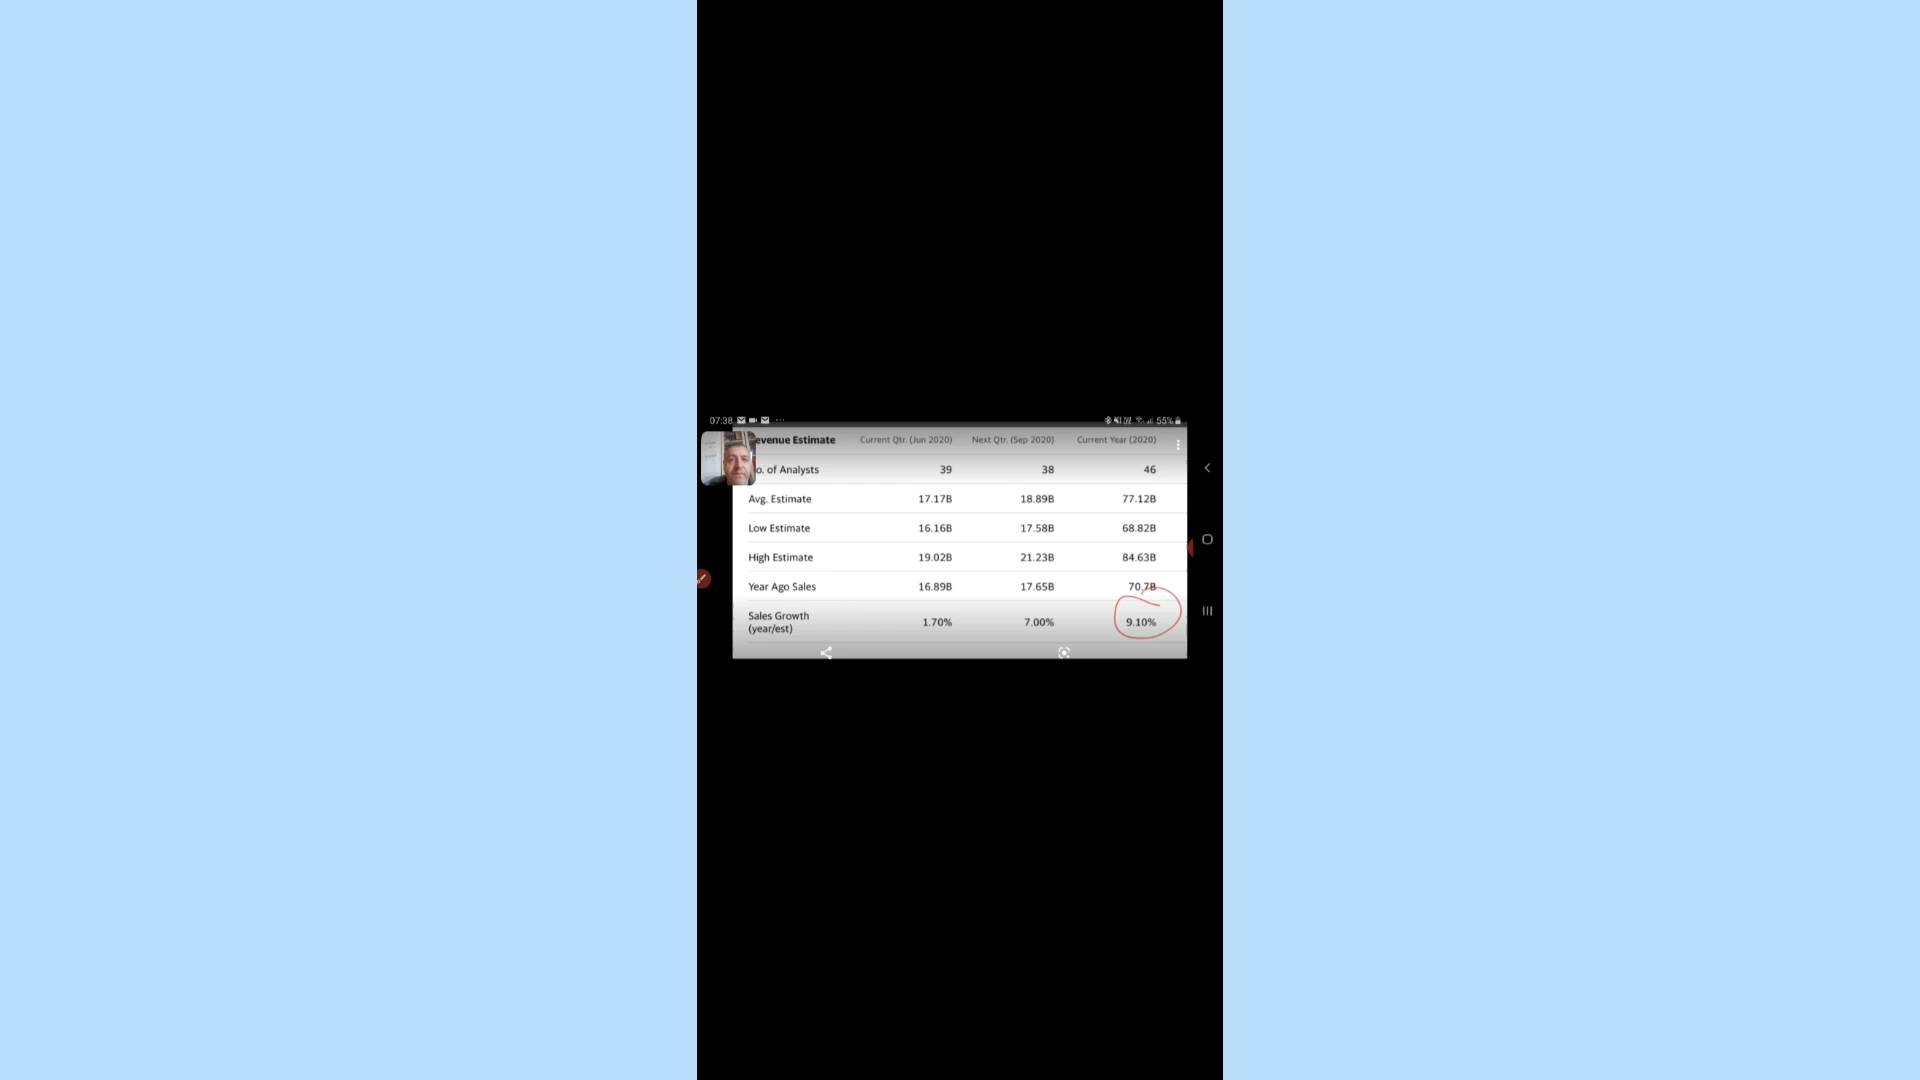 07:38 ... 55%
evenue Estimate Current Qtr. (Jun 2020) Next Qtr. (Sep 2020) Current Year (2020)
o. of Analysts 39 38 46
Avg. Estimate 17.17B 18.89B 77.12B
Low Estimate 16.16B 17.58B 68.82B
High Estimate 19.02B 21.23B 84.63B
Year Ago Sales 16.89B 17.65B 70.7B
Sales Growth
(year/est) 1.70% 7.00% 9.10%